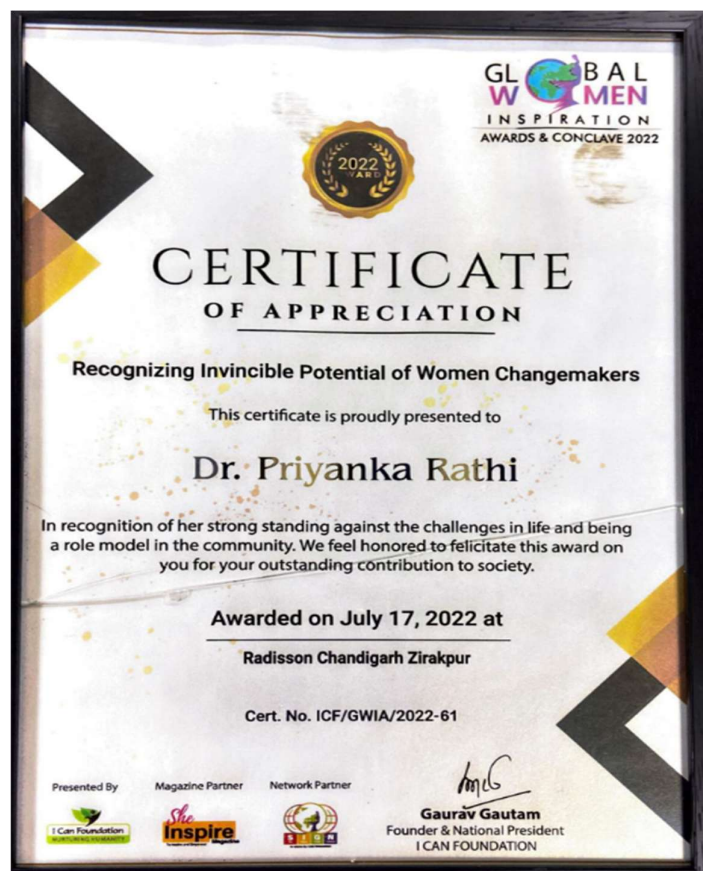 GLOBAL
WOMEN
INSPIRATION
AWARDS & CONCLAVE 2022
2022
AWARD
CERTIFICATE
OF APPRECIATION
Recognizing Invincible Potential of Women Changemakers
This certificate is proudly presented to
Dr. Priyanka Rathi
In recognition of her strong standing against the challenges in life and being
a role model in the community. We feel honored to felicitate this award on
you for your outstanding contribution to society.
Awarded on July 17, 2022 at
Radisson Chandigarh Zirakpur
Cert. No. ICF/GWIA/2022-61
Presented By
Magazine Partner
Network Partner
I Can Foundation
NURTURING HUMANITY
She
Inspire
Magazine
Gaurav Gautam
Founder & National President
I CAN FOUNDATION